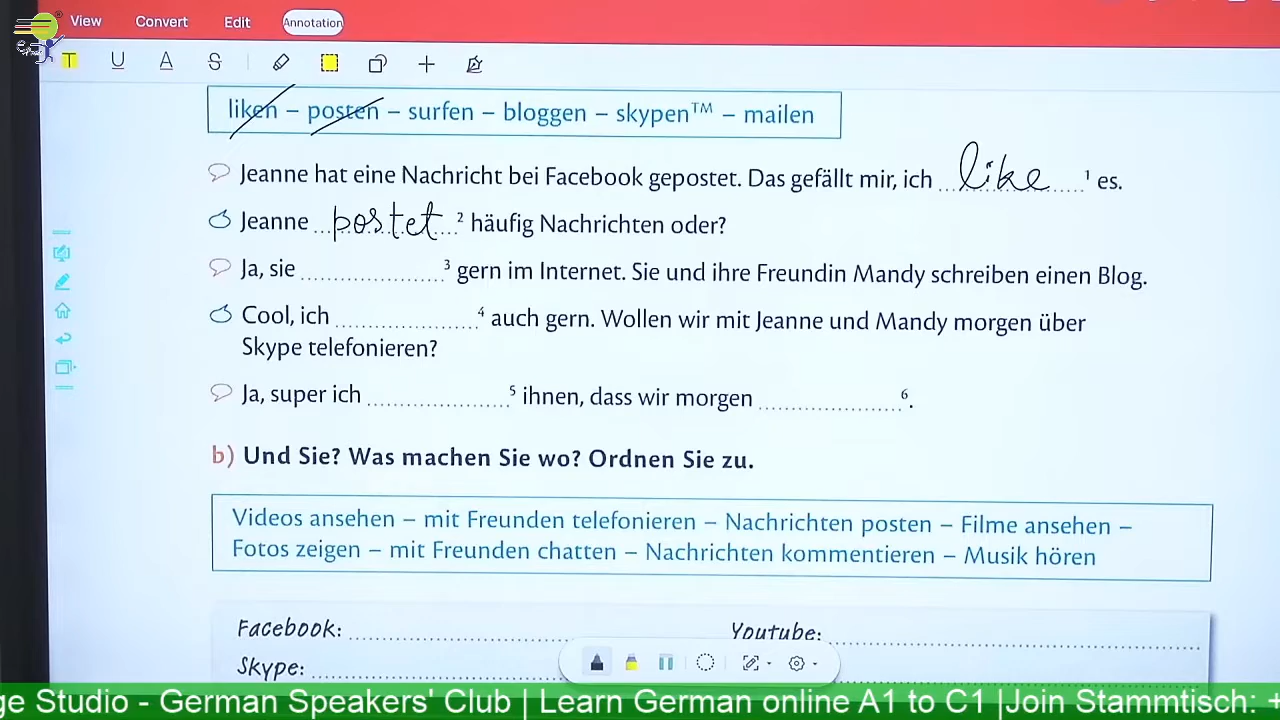 View Convert Edit Annotation
T U A S
liken – posten – surfen – bloggen – skypen™ – mailen
Jeanne hat eine Nachricht bei Facebook gepostet. Das gefällt mir, ich like 1 es.
Jeanne postet 2 häufig Nachrichten oder?
Ja, sie ........................ 3 gern im Internet. Sie und ihre Freundin Mandy schreiben einen Blog.
Cool, ich ........................ 4 auch gern. Wollen wir mit Jeanne und Mandy morgen über
Skype telefonieren?
Ja, super ich ........................ 5 ihnen, dass wir morgen ........................ 6.
b) Und Sie? Was machen Sie wo? Ordnen Sie zu.
Videos ansehen – mit Freunden telefonieren – Nachrichten posten – Filme ansehen –
Fotos zeigen – mit Freunden chatten – Nachrichten kommentieren – Musik hören
Facebook: ........................ Youtube: ........................
Skype: ........................
ge Studio - German Speakers' Club | Learn German online A1 to C1 |Join Stammtisch: +